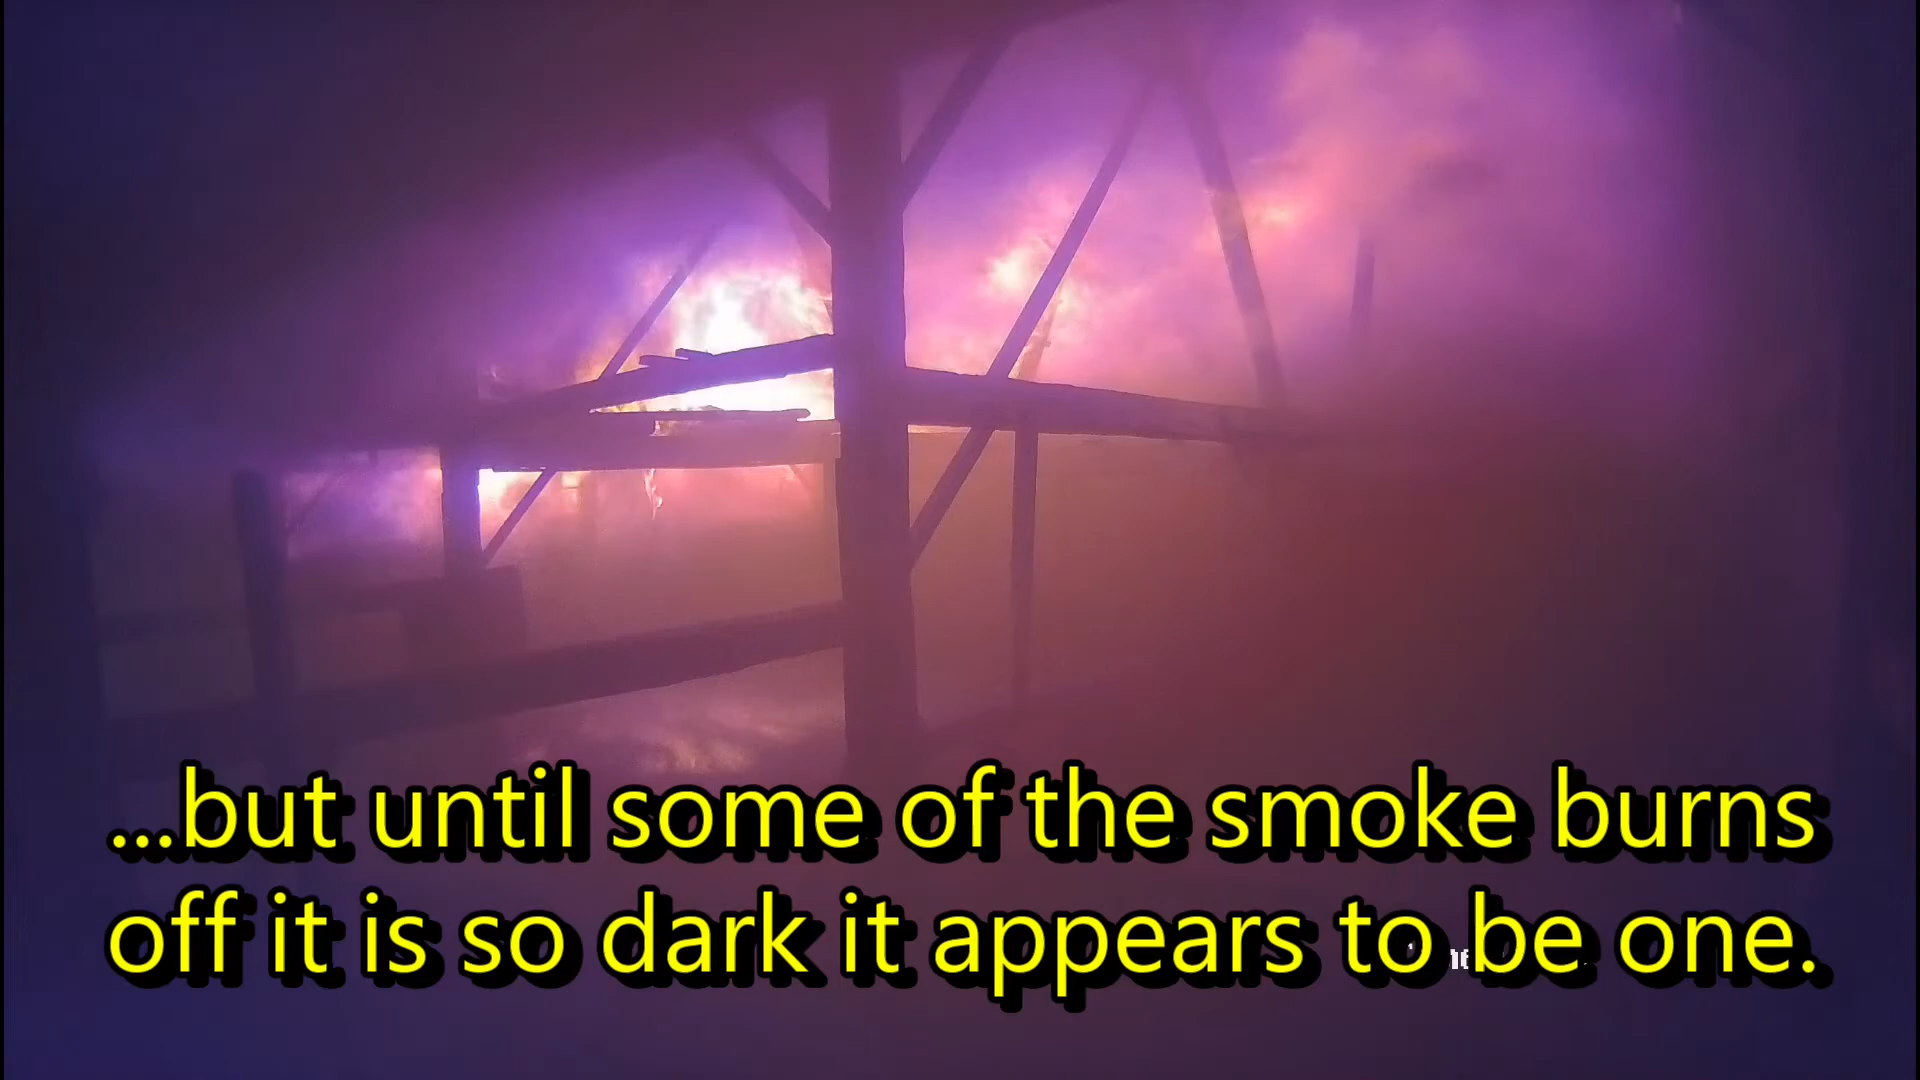 ...but until some of the smoke burns
off it is so dark it appears to be one.